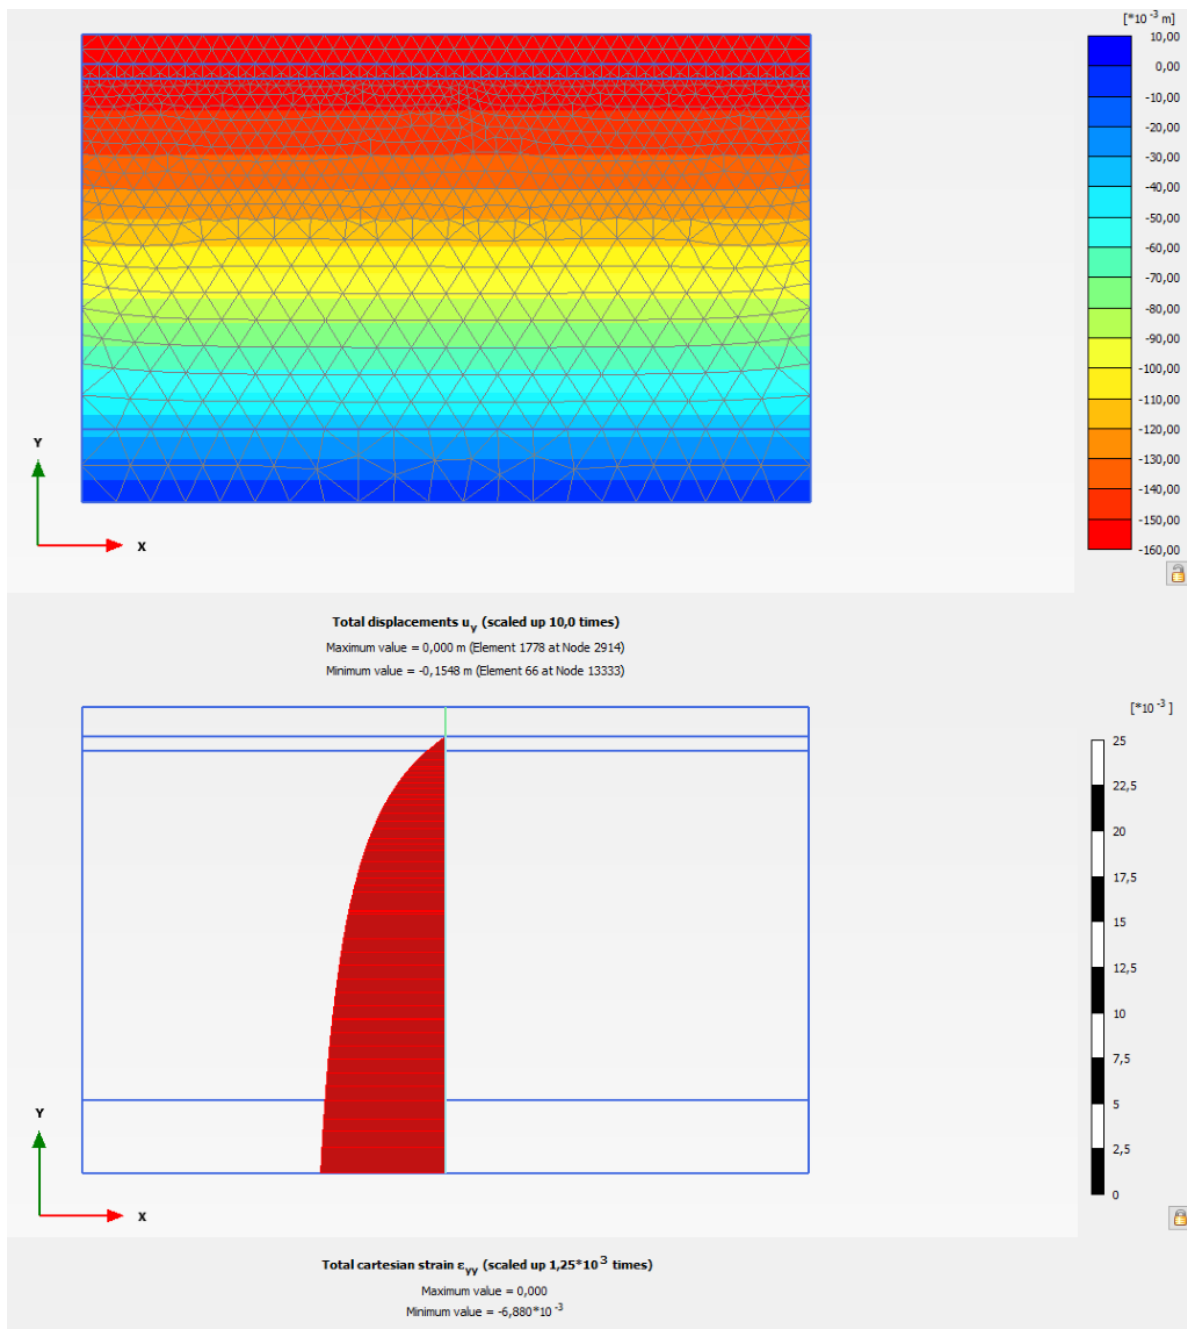 [*10 -3 m]
10,00
0,00
-10,00
-20,00
-30,00
-40,00
-50,00
-60,00
-70,00
-80,00
-90,00
-100,00
-110,00
-120,00
-130,00
-140,00
-150,00
-160,00
Y
X
Total displacements uy (scaled up 10,0 times)
Maximum value = 0,000 m (Element 1778 at Node 2914)
Minimum value = -0,1548 m (Element 66 at Node 13333)
[*10 -3 ]
25
22,5
20
17,5
15
12,5
10
7,5
5
2,5
0
Y
X
Total cartesian strain εyy (scaled up 1,25*10 3 times)
Maximum value = 0,000
Minimum value = -6,880*10 -3